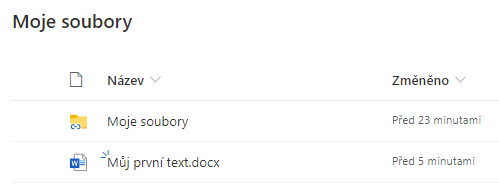 Moje soubory
Název Změněno
Moje soubory Před 23 minutami
Můj první text.docx Před 5 minutami